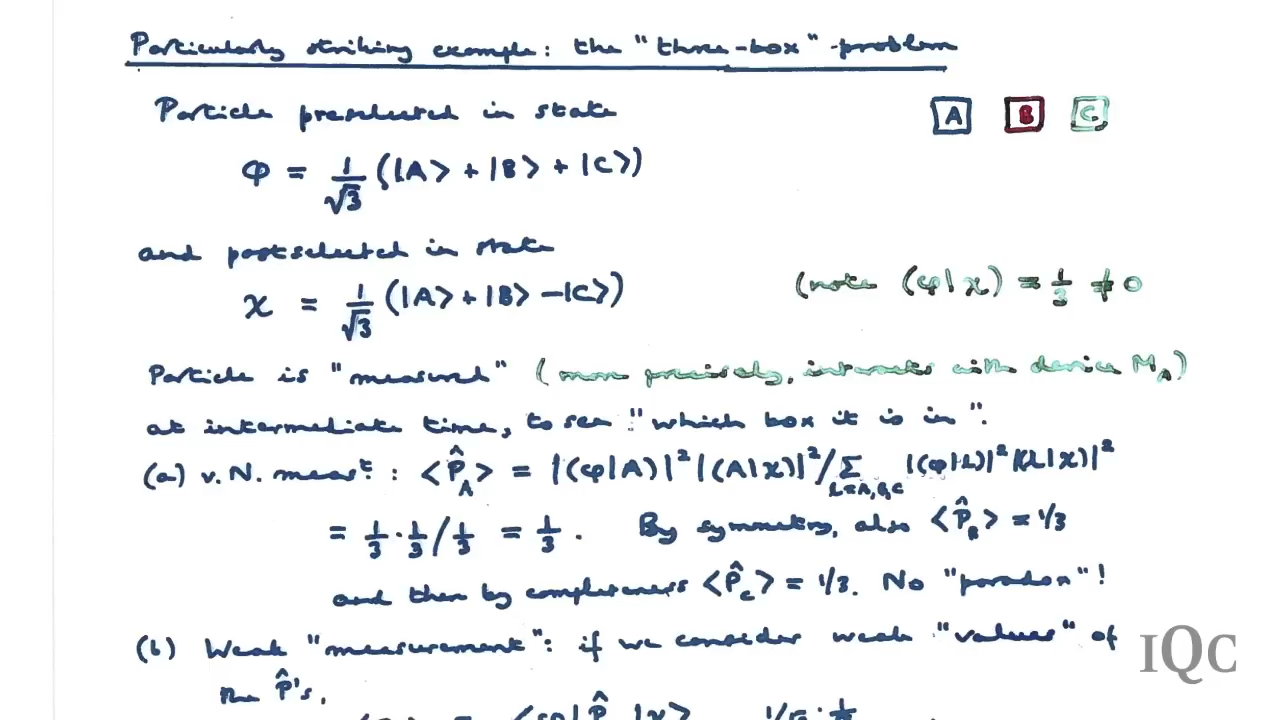 Particularly striking example: the "three-box" problem
Particle preselected in state
A B C
φ = 1/√3 (|A> + |B> + |C>)
and postselected in state
χ = 1/√3 (|A> + |B> - |C>)
(note (φ|χ) = 1/3 ≠ 0
Particle is "measured" (more precisely, interacts with device M_A)
at intermediate time, to see "which box it is in".
(a) v. N. meas^t: <P̂_A> = |(φ|A)|² |(A|χ)|² / Σ_{i=A,B,C} |(φ|i)|² |(i|χ)|²
= 1/3 · 1/3 / 1/3 = 1/3. By symmetry, also <P̂_B> = 1/3
and then by completeness <P̂_C> = 1/3. No "paradox"!
(b) Weak "measurement": if we consider weak "values" of
the P̂'s,
IQC